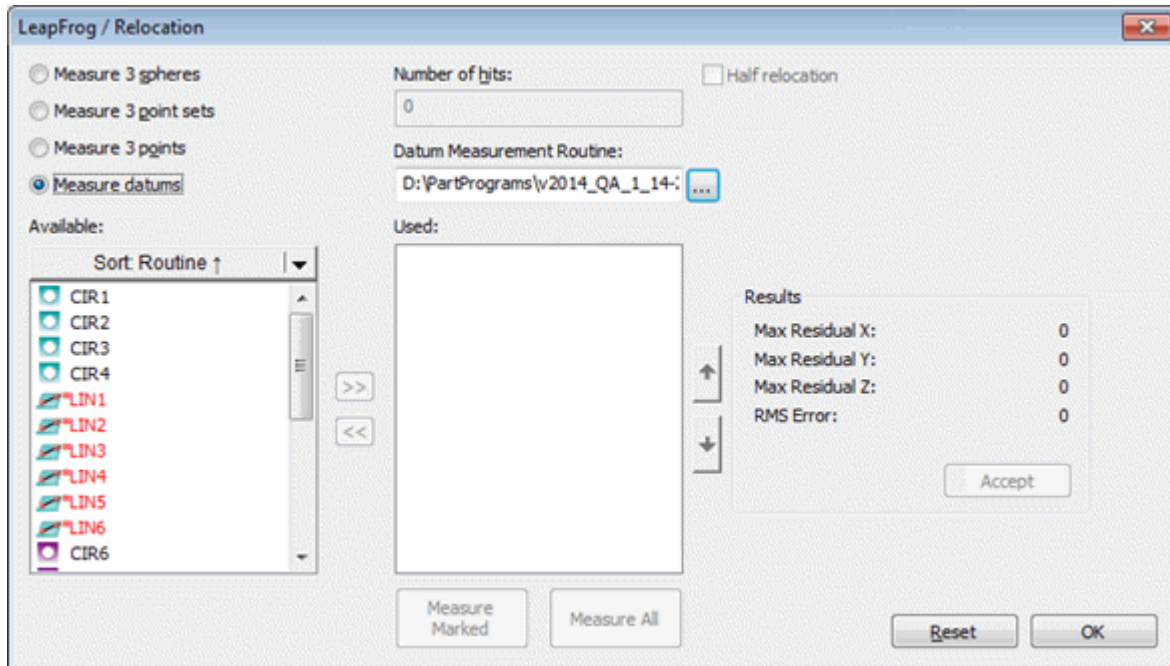 LeapFrog / Relocation
Measure 3 spheres
Measure 3 point sets
Measure 3 points
Measure datums
Number of hits:
0
Half relocation
Datum Measurement Routine:
D:\PartPrograms\v2014_QA_1_14-2
...
Available:
Sort: Routine ↑
CIR1
CIR2
CIR3
CIR4
*LIN1
*LIN2
*LIN3
*LIN4
*LIN5
*LIN6
CIR6
>>
<<
Used:
Measure Marked
Measure All
Results
Max Residual X: 0
Max Residual Y: 0
Max Residual Z: 0
RMS Error: 0
Accept
Reset
OK